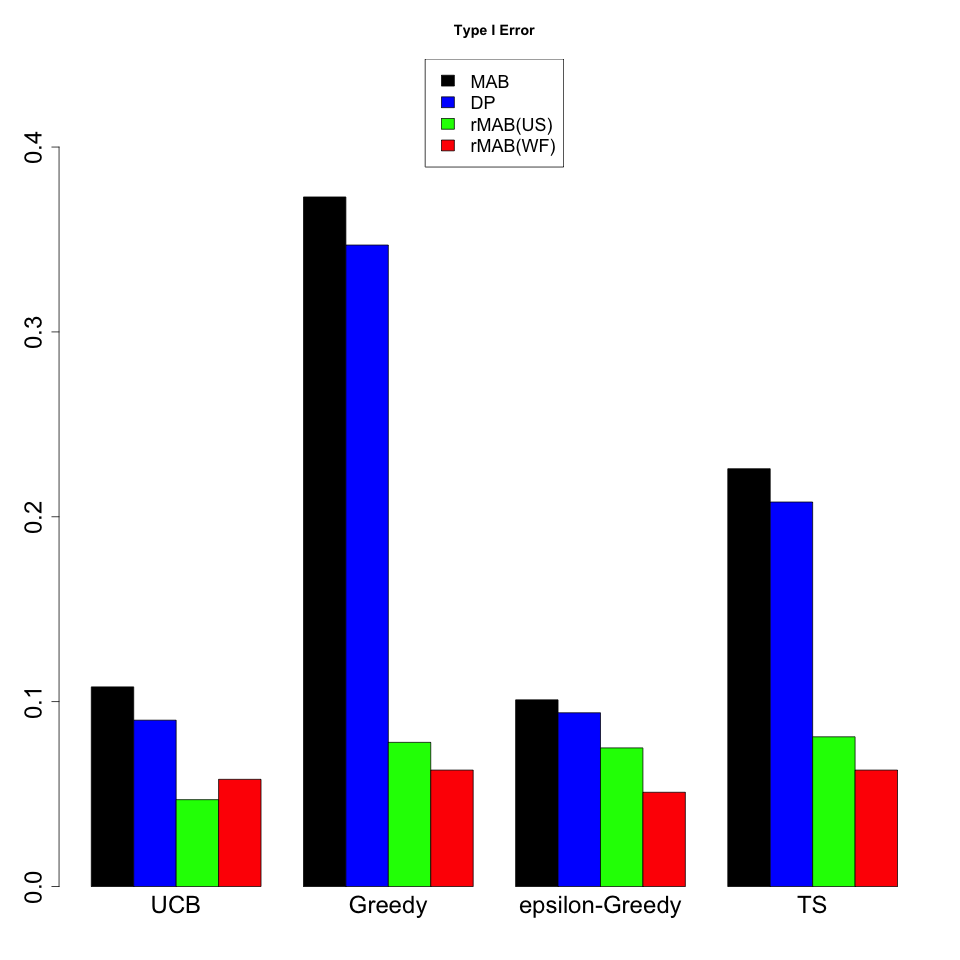 Type I Error
MAB
DP
rMAB(US)
rMAB(WF)
0.4
0.3
0.2
0.1
0.0
UCB
Greedy
epsilon-Greedy
TS